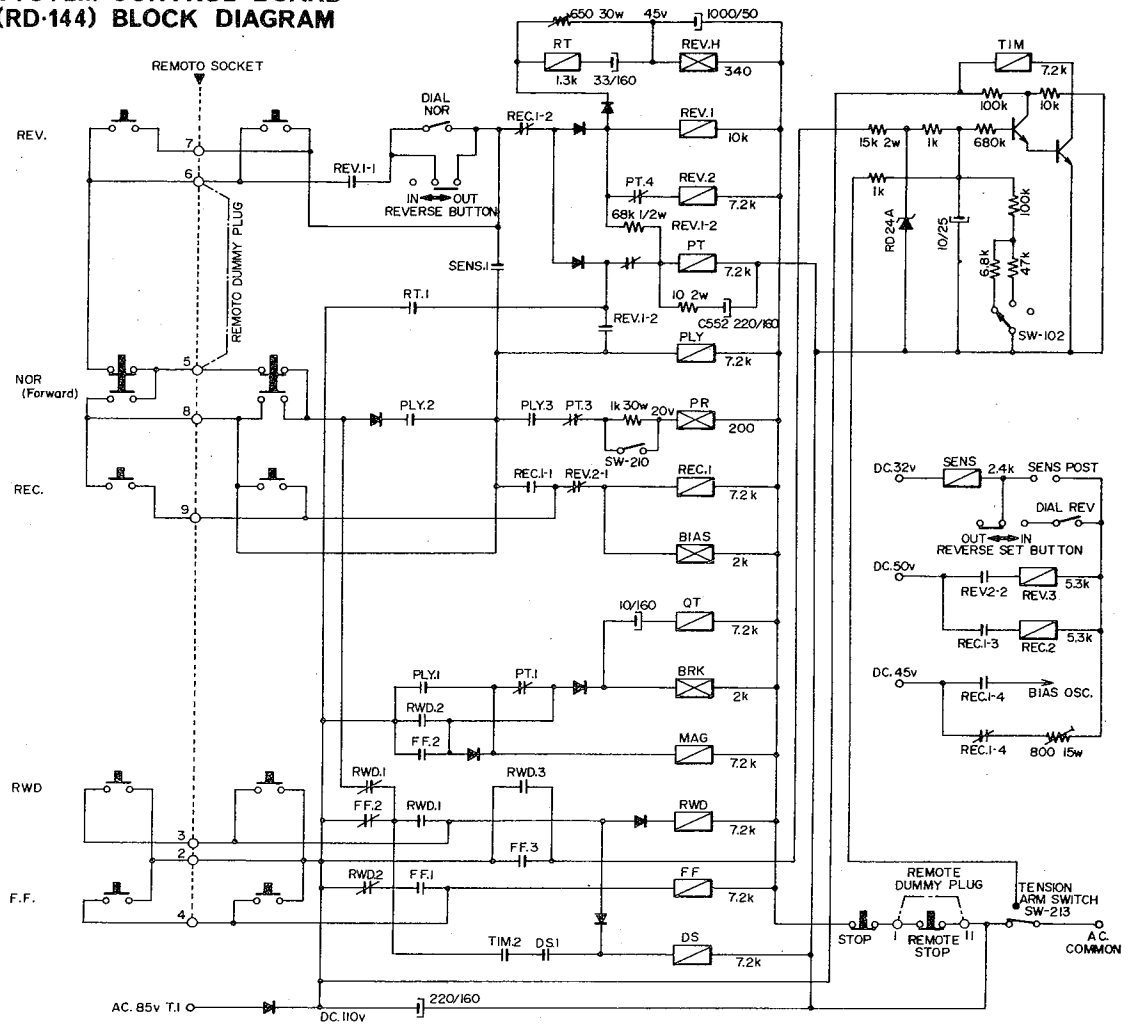 (RD·144) BLOCK DIAGRAM
REMOTO SOCKET
650 30w
45v
1000/50
RT
1.3k
33/160
REV.H
340
TIM
7.2k
100k
10k
REV.
7
6
DIAL
NOR
REC.1-2
REV.1
10k
15k 2w
1k
680k
REV.1-1
IN OUT
REVERSE BUTTON
PT.4
REV.2
7.2k
1k
100k
68k 1/2w
REV.1-2
RD24A
10/25
REMOTO DUMMY PLUG
SENS.1
PT
7.2k
6.8k
47k
RT.1
10 2w
C552 220/160
REV.1-2
SW-102
PLY
7.2k
NOR
(Forward)
5
8
PLY.2
PLY.3
PT.3
1k 30w
20v
PR
200
SW-210
REC.
9
REC.1-1
REV.2-1
REC.1
7.2k
DC.32v
SENS
2.4k
SENS POST
DIAL REV
OUT IN
REVERSE SET BUTTON
BIAS
2k
DC.50v
REV.2-2
REV.3
5.3k
10/160
QT
7.2k
REC.1-3
REC.2
5.3k
PLY.1
PT.1
BRK
2k
DC.45v
REC.1-4
BIAS OSC.
RWD.2
FF.2
MAG
7.2k
REC.1-4
800 15w
RWD
RWD.1
RWD.3
FF.2
RWD.1
RWD
7.2k
3
2
FF.3
F.F.
4
RWD.2
FF.1
FF
7.2k
REMOTE
DUMMY PLUG
TENSION
ARM SWITCH
SW-213
STOP
1
REMOTE
STOP
11
A.C.
COMMON
TIM.2
DS.1
DS
7.2k
AC. 85v T.1
DC.110v
220/160